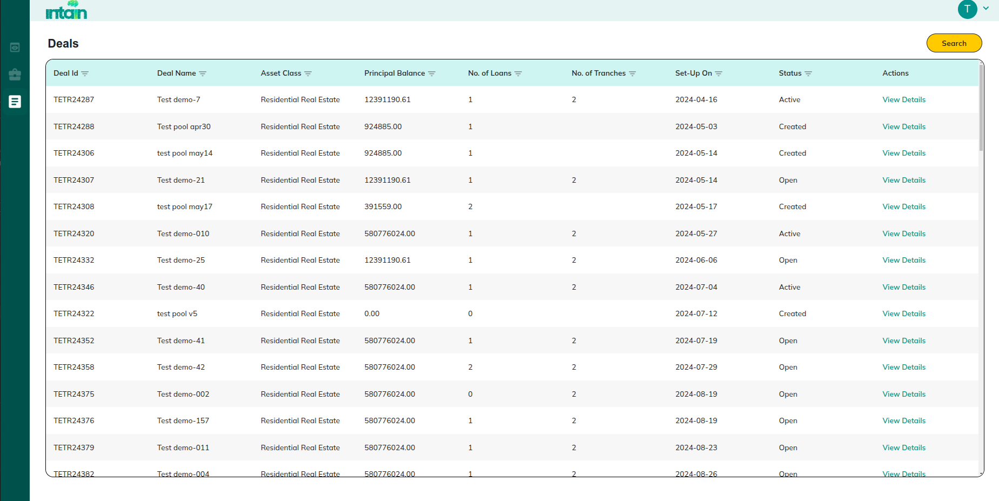 intain
T
Deals
Search
Deal Id Deal Name Asset Class Principal Balance No. of Loans No. of Tranches Set-Up On Status Actions
TETR24287 Test demo-7 Residential Real Estate 12391190.61 1 2 2024-04-16 Active View Details
TETR24288 Test pool apr30 Residential Real Estate 924885.00 1 2024-05-03 Created View Details
TETR24306 test pool may14 Residential Real Estate 924885.00 1 2024-05-14 Created View Details
TETR24307 Test demo-21 Residential Real Estate 12391190.61 1 2 2024-05-14 Open View Details
TETR24308 test pool may17 Residential Real Estate 391559.00 2 2024-05-17 Created View Details
TETR24320 Test demo-010 Residential Real Estate 580776024.00 1 2 2024-05-27 Active View Details
TETR24332 Test demo-25 Residential Real Estate 12391190.61 1 2 2024-06-06 Open View Details
TETR24346 Test demo-40 Residential Real Estate 580776024.00 1 2 2024-07-04 Active View Details
TETR24322 test pool v5 Residential Real Estate 0.00 0 2024-07-12 Created View Details
TETR24352 Test demo-41 Residential Real Estate 580776024.00 1 2 2024-07-19 Open View Details
TETR24358 Test demo-42 Residential Real Estate 580776024.00 2 2 2024-07-29 Open View Details
TETR24375 Test demo-002 Residential Real Estate 580776024.00 0 2 2024-08-19 Open View Details
TETR24376 Test demo-157 Residential Real Estate 580776024.00 1 2 2024-08-19 Open View Details
TETR24379 Test demo-011 Residential Real Estate 580776024.00 1 2 2024-08-23 Open View Details
TETR24382 Test demo-004 Residential Real Estate 580776024.00 1 2 2024-08-26 Open View Details